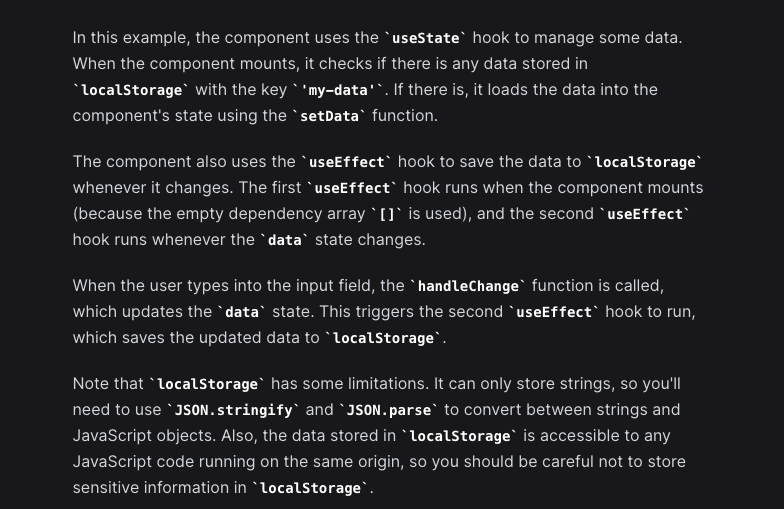 In this example, the component uses the `useState` hook to manage some data.
When the component mounts, it checks if there is any data stored in
`localStorage` with the key `'my-data'`. If there is, it loads the data into the
component's state using the `setData` function.
The component also uses the `useEffect` hook to save the data to `localStorage`
whenever it changes. The first `useEffect` hook runs when the component mounts
(because the empty dependency array `[]` is used), and the second `useEffect`
hook runs whenever the `data` state changes.
When the user types into the input field, the `handleChange` function is called,
which updates the `data` state. This triggers the second `useEffect` hook to run,
which saves the updated data to `localStorage`.
Note that `localStorage` has some limitations. It can only store strings, so you'll
need to use `JSON.stringify` and `JSON.parse` to convert between strings and
JavaScript objects. Also, the data stored in `localStorage` is accessible to any
JavaScript code running on the same origin, so you should be careful not to store
sensitive information in `localStorage`.